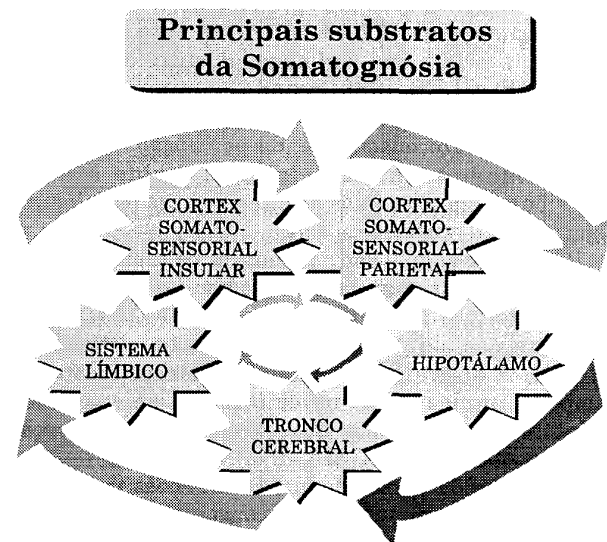 Principais substratos
da Somatognósia
CORTEX
SOMATO-
SENSORIAL
INSULAR
CORTEX
SOMATO-
SENSORIAL
PARIETAL
SISTEMA
LÍMBICO
HIPOTÁLAMO
TRONCO
CEREBRAL